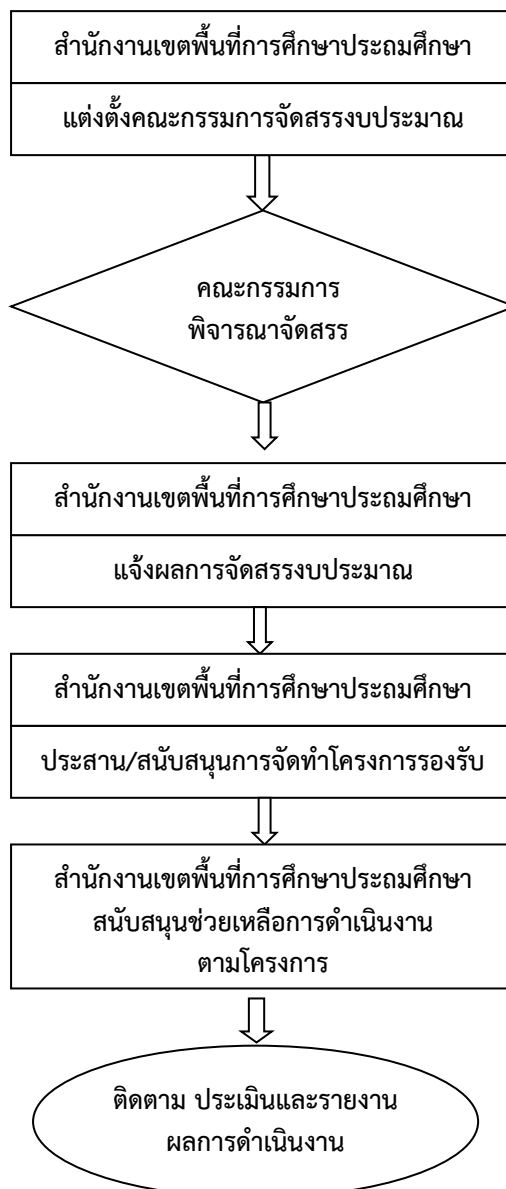 สำนักงานเขตพื้นที่การศึกษาประถมศึกษา
แต่งตั้งคณะกรรมการจัดสรรงบประมาณ
คณะกรรมการ
พิจารณาจัดสรร
สำนักงานเขตพื้นที่การศึกษาประถมศึกษา
แจ้งผลการจัดสรรงบประมาณ
สำนักงานเขตพื้นที่การศึกษาประถมศึกษา
ประสาน/สนับสนุนการจัดทำโครงการรองรับ
สำนักงานเขตพื้นที่การศึกษาประถมศึกษา
สนับสนุนช่วยเหลือการดำเนินงาน
ตามโครงการ
ติดตาม ประเมินและรายงาน
ผลการดำเนินงาน